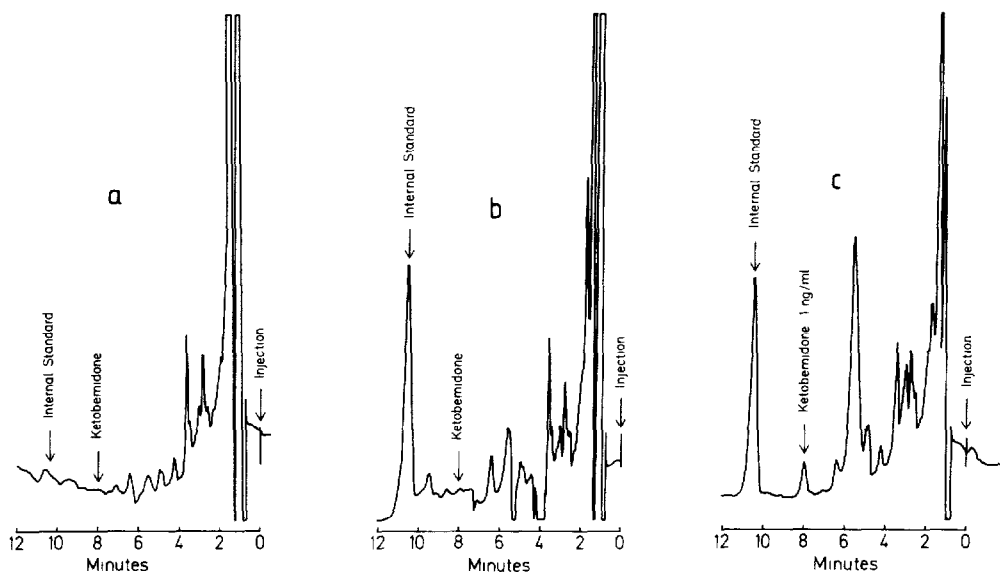 a
Internal Standard
Ketobemidone
Injection
12 10 8 6 4 2 0
Minutes
b
Internal Standard
Ketobemidone
Injection
12 10 8 6 4 2 0
Minutes
c
Internal Standard
Ketobemidone 1 ng/ml
Injection
12 10 8 6 4 2 0
Minutes